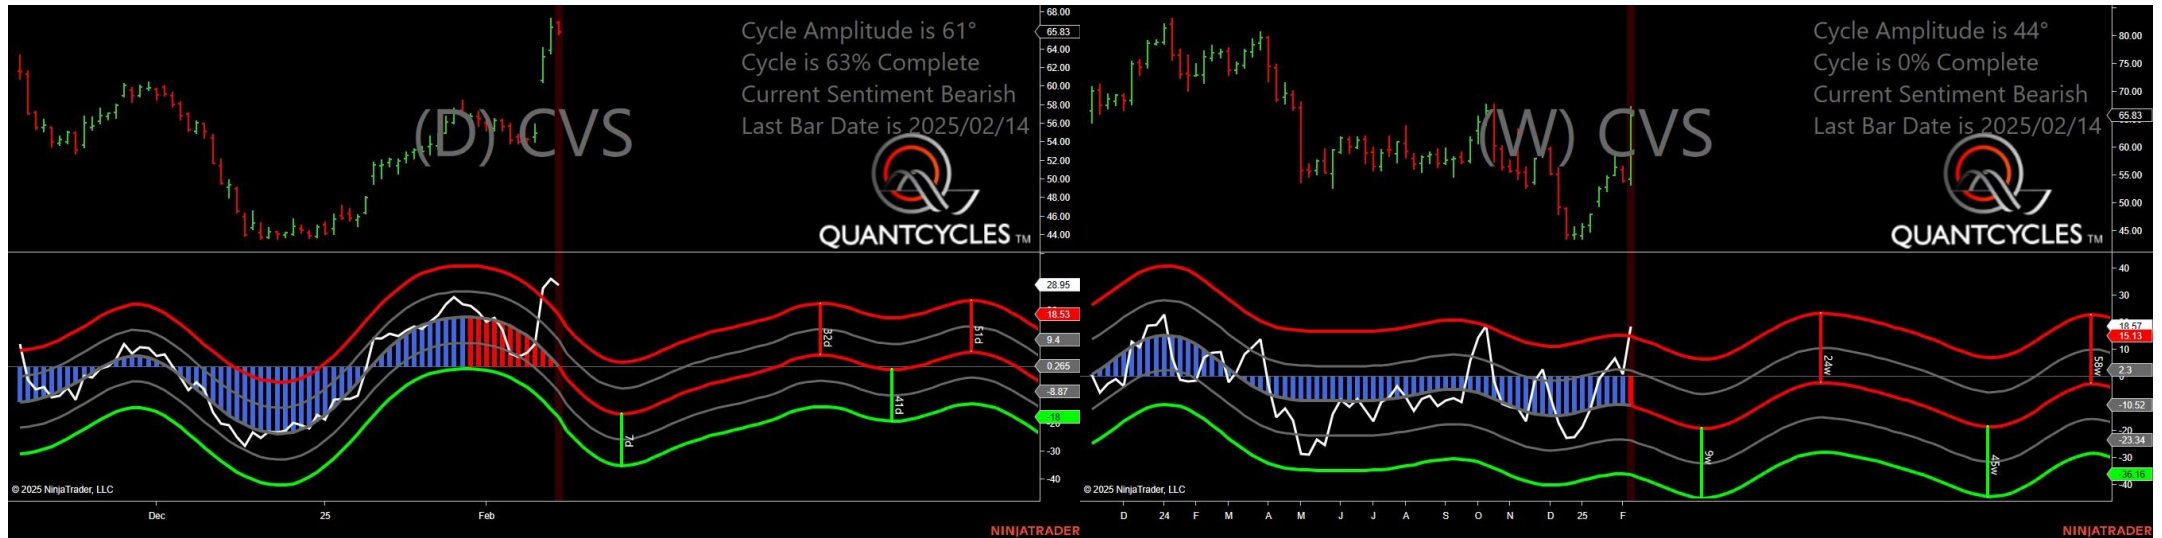 Cycle Amplitude is 61°
Cycle is 63% Complete
Current Sentiment Bearish
Last Bar Date is 2025/02/14
(D) CVS
QUANTCYCLES TM
68.00
65.83
64.00
62.00
60.00
58.00
56.00
54.00
52.00
50.00
48.00
46.00
44.00
28.95
18.53
9.4
0.265
-8.87
-18
-30
-40
32d
51d
41d
7d
© 2025 NinjaTrader, LLC
Dec
25
Feb
NINJATRADER
Cycle Amplitude is 44°
Cycle is 0% Complete
Current Sentiment Bearish
Last Bar Date is 2025/02/14
(W) CVS
QUANTCYCLES TM
80.00
75.00
70.00
65.83
60.00
55.00
50.00
45.00
40
30
18.57
15.13
10
2.3
-10.52
-20
-23.34
-30
-36.16
-40
24w
58w
9w
45w
© 2025 NinjaTrader, LLC
D 24 F M A M J J A S O N D 25 F
NINJATRADER